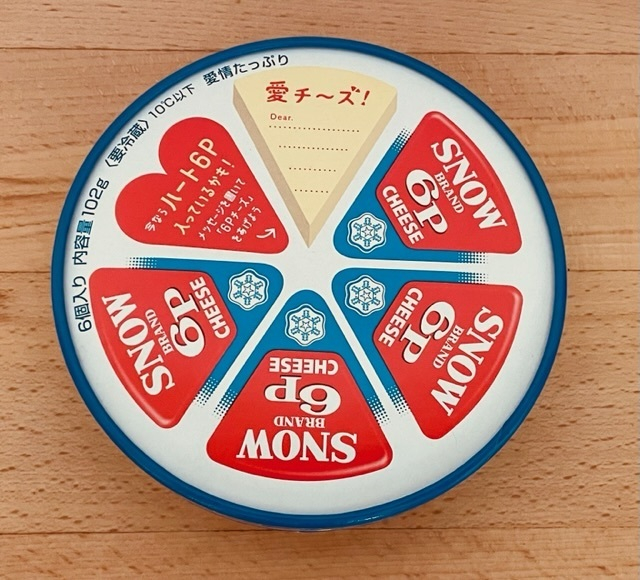 6個入り 内容量102g 〈要冷蔵〉10℃以下 愛情たっぷり
愛チ～ズ!
Dear.
今なら ハート6P
入っているかも!
メッセージを書いて
「6Pチーズ」
をあげよう
SNOW
BRAND
6P
CHEESE
SNOW
BRAND
6P
CHEESE
SNOW
BRAND
6P
CHEESE
SNOW
BRAND
6P
CHEESE